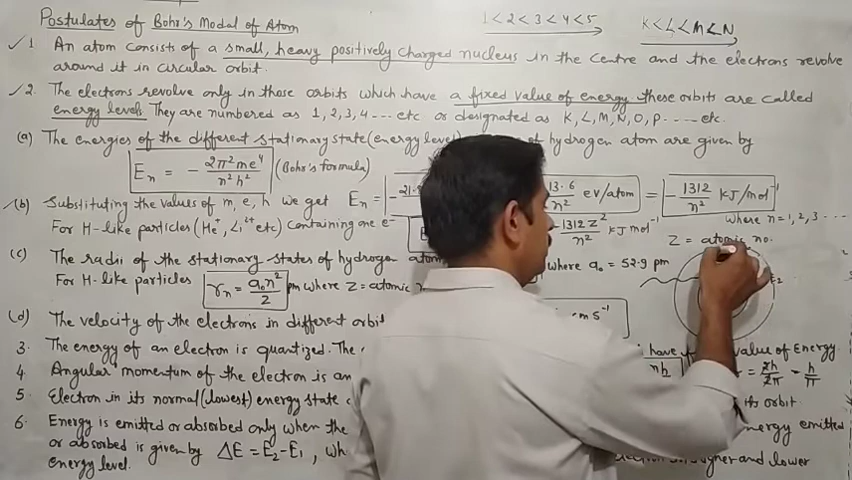 Postulates of Bohr's Modal of Atom
1 < 2 < 3 < 4 < 5
K < L < M < N
✓ 1. An atom consists of a small, heavy positively charged nucleus in the centre and the electrons revolve
around it in circular orbit.
✓ 2. The electrons revolve only in those orbits which have a fixed value of energy. These orbits are called
energy levels. They are numbered as 1, 2, 3, 4 ... etc or designated as K, L, M, N, O, P ..... etc.
(a) The energies of the different stationary state (energy level) of hydrogen atom are given by
En = - 2π²me⁴ / n²h² (Bohr's formula)
(b) Substituting the values of m, e, h we get En = -21. 13.6 / n² ev/atom = -1312 / n² KJ/mol⁻¹
where n = 1, 2, 3 ...
For H-like particles (He⁺, Li²⁺ etc) containing one e⁻ E -1312 Z² / n² KJ mol⁻¹
Z = atomic no.
(c) The radii of the stationary states of hydrogen atom where a₀ = 52.9 pm
For H-like particles rn = a₀n² / Z pm where Z = atomic
E2
(d) The velocity of the electrons in different orbit cm s⁻¹
3. The energy of an electron is quantized. The have value of Energy
4. Angular momentum of the electron is an nh = 2h / 2π = h / π
5. Electron in its normal (lowest) energy state its orbit.
6. Energy is emitted or absorbed only when the energy emitted
or absorbed is given by ΔE = E₂ - E₁, wh higher and lower
energy level.